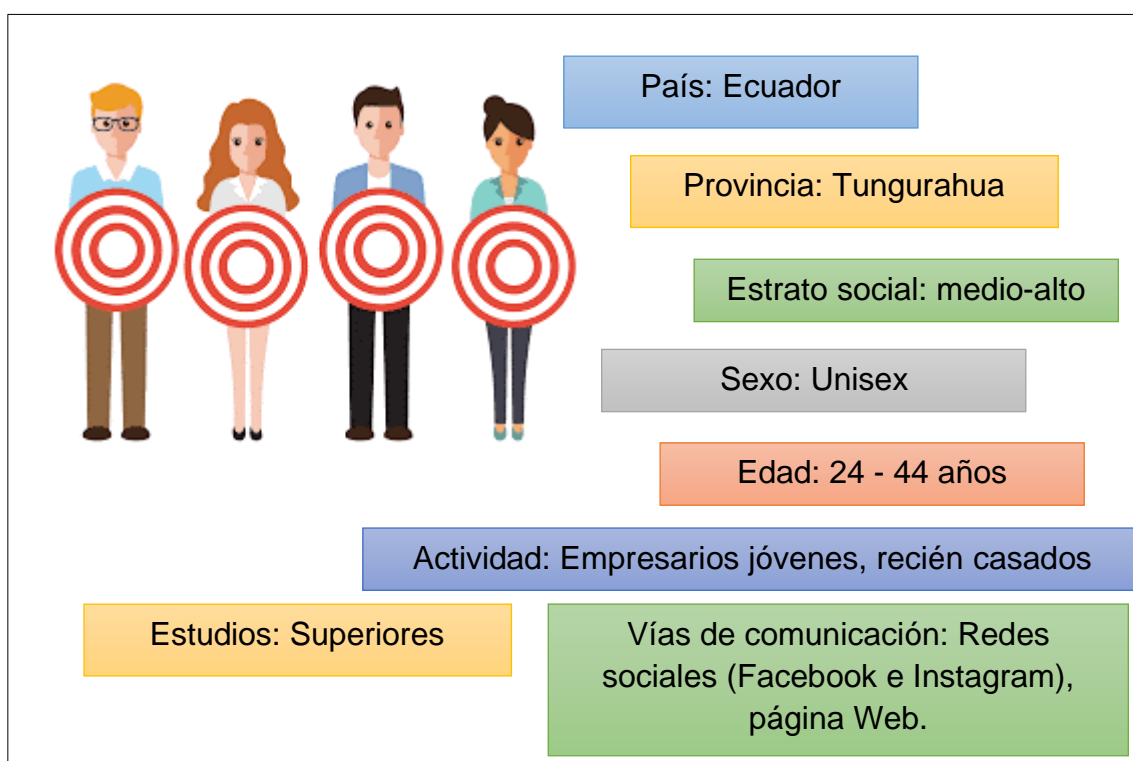 País: Ecuador
Provincia: Tungurahua
Estrato social: medio-alto
Sexo: Unisex
Edad: 24 - 44 años
Actividad: Empresarios jóvenes, recién casados
Estudios: Superiores
Vías de comunicación: Redes
sociales (Facebook e Instagram),
página Web.